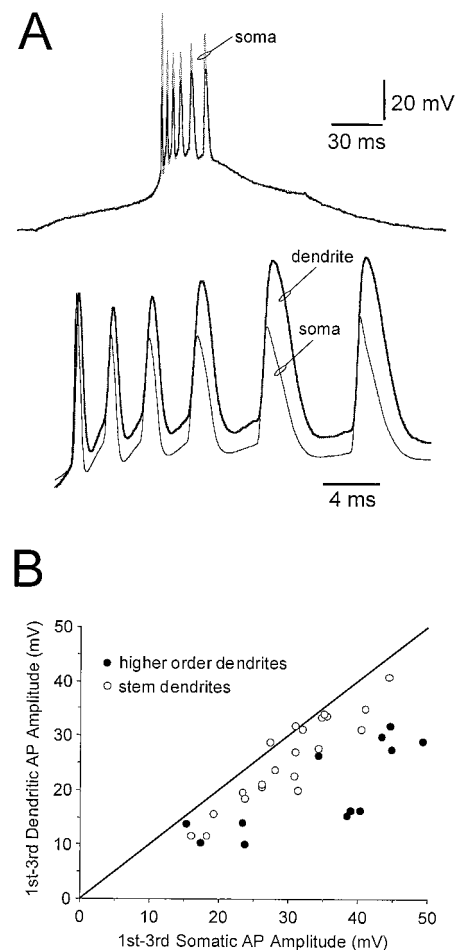 A
soma
20 mV
30 ms
dendrite
soma
4 ms
B
50
40
30
20
10
0
1st-3rd Dendritic AP Amplitude (mV)
higher order dendrites
stem dendrites
0 10 20 30 40 50
1st-3rd Somatic AP Amplitude (mV)